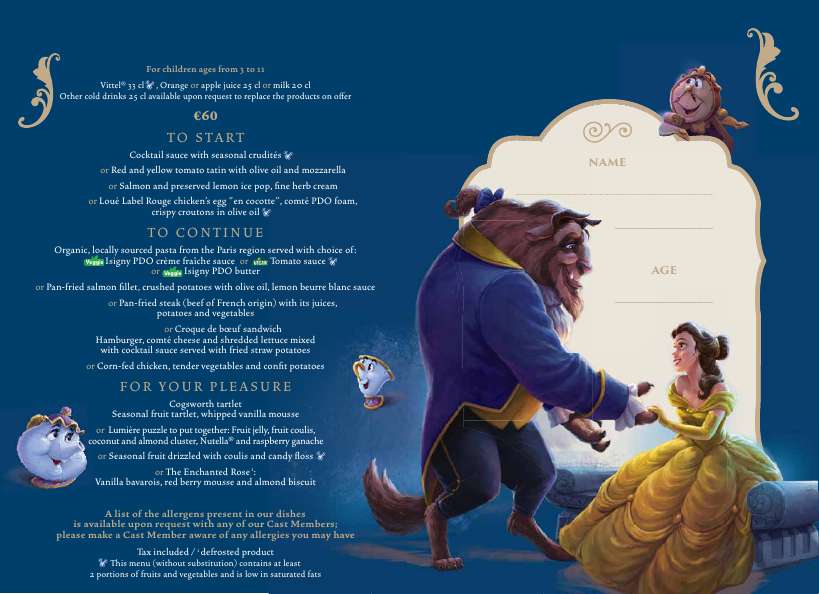 For children ages from 3 to 11
Vittel® 33 cl , Orange or apple juice 25 cl or milk 20 cl
Other cold drinks 25 cl available upon request to replace the products on offer
€60
TO START
Cocktail sauce with seasonal crudités
or Red and yellow tomato tatin with olive oil and mozzarella
or Salmon and preserved lemon ice pop, fine herb cream
or Loué Label Rouge chicken's egg "en cocotte", comté PDO foam,
crispy croutons in olive oil
TO CONTINUE
Organic, locally sourced pasta from the Paris region served with choice of:
Veggie Isigny PDO crème fraîche sauce or VEGAN Tomato sauce
or Veggie Isigny PDO butter
or Pan-fried salmon fillet, crushed potatoes with olive oil, lemon beurre blanc sauce
or Pan-fried steak (beef of French origin) with its juices,
potatoes and vegetables
or Croque de bœuf sandwich
Hamburger, comté cheese and shredded lettuce mixed
with cocktail sauce served with fried straw potatoes
or Corn-fed chicken, tender vegetables and confit potatoes
FOR YOUR PLEASURE
Cogsworth tartlet
Seasonal fruit tartlet, whipped vanilla mousse
or Lumière puzzle to put together: Fruit jelly, fruit coulis,
coconut and almond cluster, Nutella® and raspberry ganache
or Seasonal fruit drizzled with coulis and candy floss
or The Enchanted Rose¹:
Vanilla bavarois, red berry mousse and almond biscuit
A list of the allergens present in our dishes
is available upon request with any of our Cast Members;
please make a Cast Member aware of any allergies you may have
Tax included / ¹defrosted product
This menu (without substitution) contains at least
2 portions of fruits and vegetables and is low in saturated fats
NAME
AGE